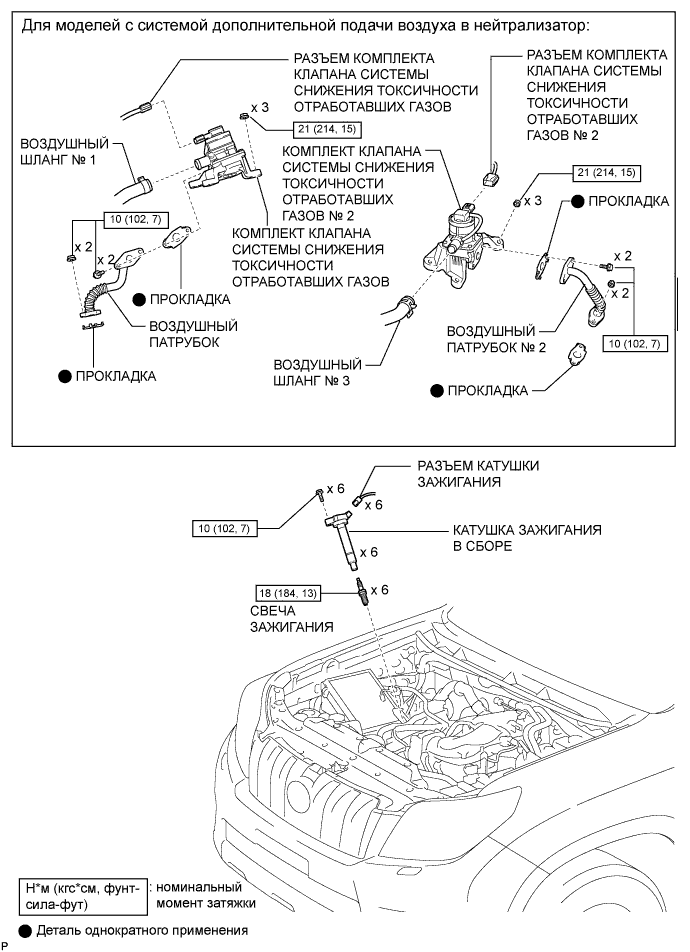 Для моделей с системой дополнительной подачи воздуха в нейтрализатор:
РАЗЪЕМ КОМПЛЕКТА
КЛАПАНА СИСТЕМЫ
СНИЖЕНИЯ ТОКСИЧНОСТИ
ОТРАБОТАВШИХ ГАЗОВ
РАЗЪЕМ КОМПЛЕКТА
КЛАПАНА СИСТЕМЫ
СНИЖЕНИЯ
ТОКСИЧНОСТИ
ОТРАБОТАВШИХ
ГАЗОВ № 2
x 3
21 (214, 15)
ВОЗДУШНЫЙ
ШЛАНГ № 1
КОМПЛЕКТ КЛАПАНА
СИСТЕМЫ СНИЖЕНИЯ
ТОКСИЧНОСТИ
ОТРАБОТАВШИХ
ГАЗОВ № 2
21 (214, 15)
x 3
ПРОКЛАДКА
10 (102, 7)
x 2
x 2
КОМПЛЕКТ КЛАПАНА
СИСТЕМЫ СНИЖЕНИЯ
ТОКСИЧНОСТИ
ОТРАБОТАВШИХ ГАЗОВ
x 2
x 2
ПРОКЛАДКА
ВОЗДУШНЫЙ
ПАТРУБОК
ВОЗДУШНЫЙ
ПАТРУБОК № 2
10 (102, 7)
ПРОКЛАДКА
ВОЗДУШНЫЙ
ШЛАНГ № 3
ПРОКЛАДКА
РАЗЪЕМ КАТУШКИ
ЗАЖИГАНИЯ
x 6
x 6
10 (102, 7)
КАТУШКА ЗАЖИГАНИЯ
В СБОРЕ
x 6
18 (184, 13)
x 6
СВЕЧА
ЗАЖИГАНИЯ
Н*м (кгс*см, фунт-
сила-фут)
: номинальный
момент затяжки
Деталь однократного применения
P